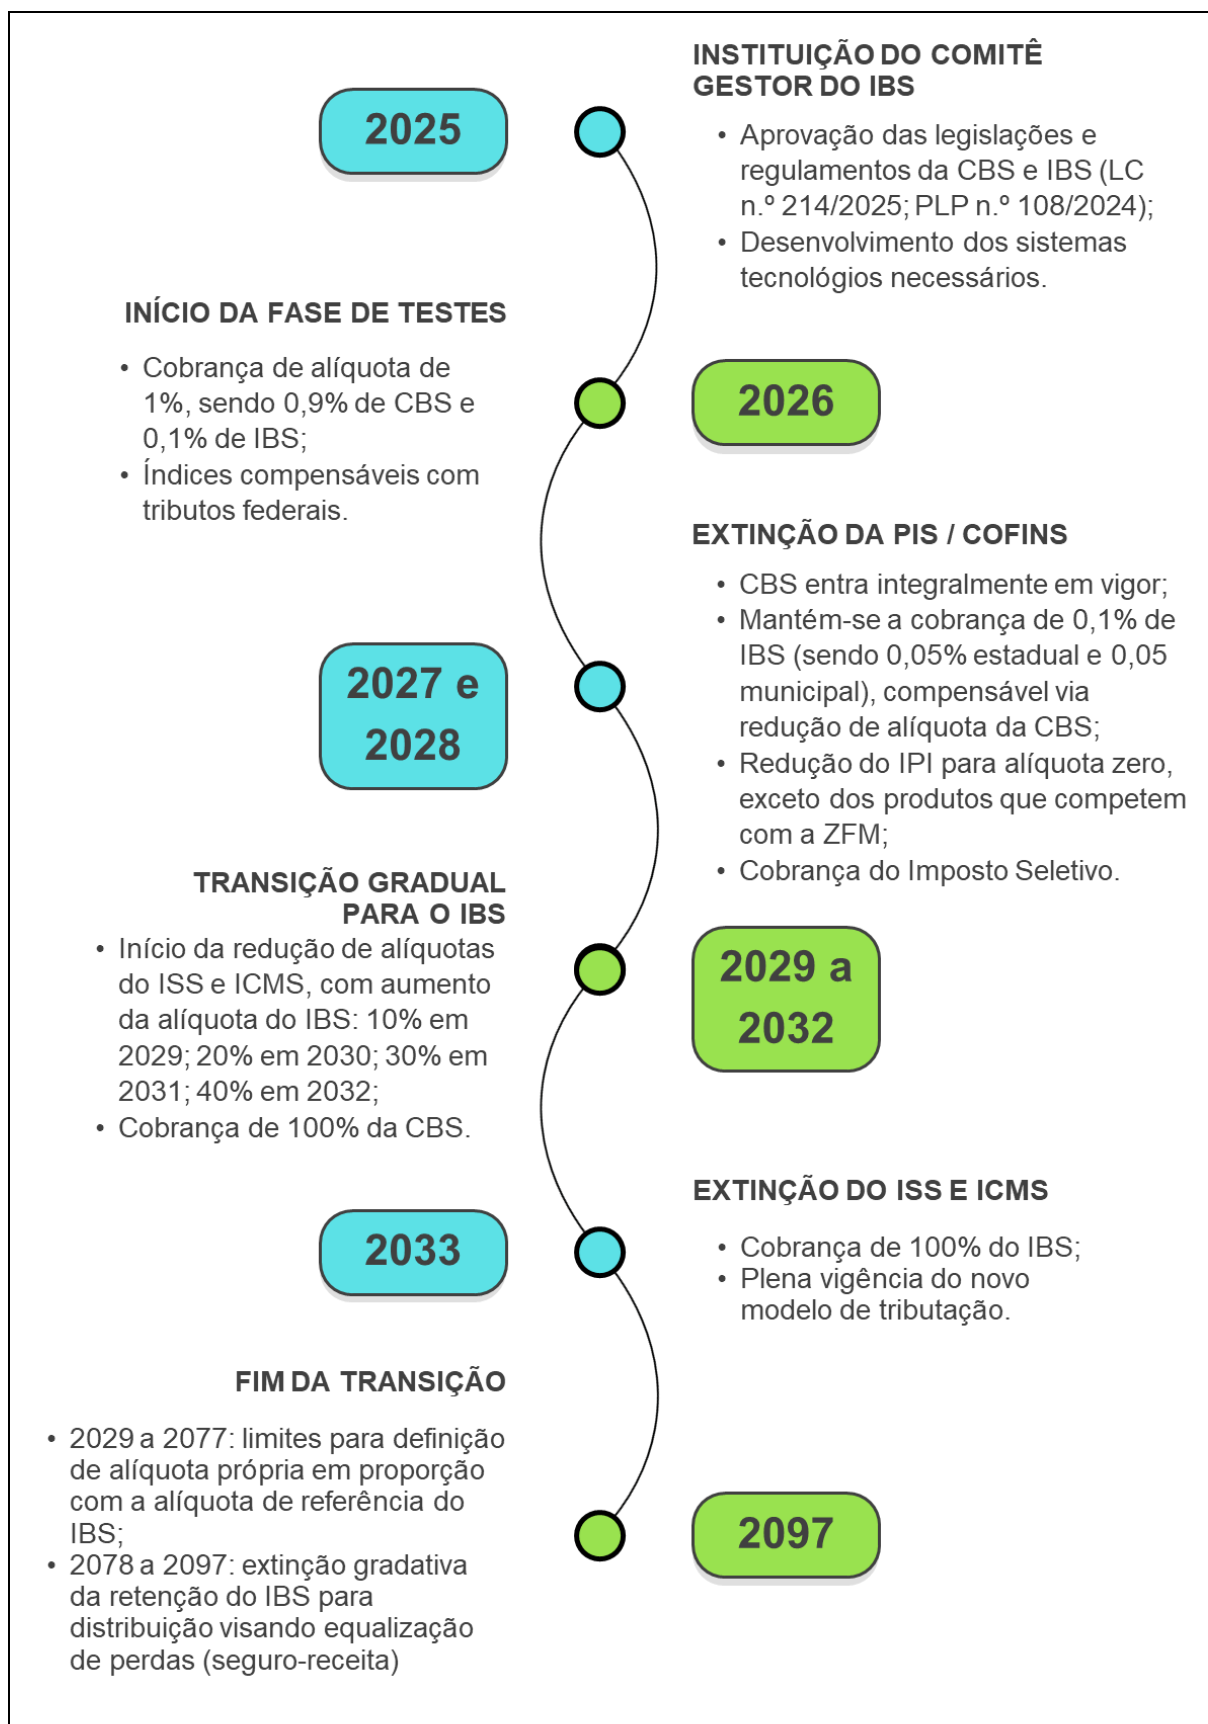 2025
INSTITUIÇÃO DO COMITÊ
GESTOR DO IBS
• Aprovação das legislações e
regulamentos da CBS e IBS (LC
n.º 214/2025; PLP n.º 108/2024);
• Desenvolvimento dos sistemas
tecnológios necessários.
INÍCIO DA FASE DE TESTES
• Cobrança de alíquota de
1%, sendo 0,9% de CBS e
0,1% de IBS;
• Índices compensáveis com
tributos federais.
2026
EXTINÇÃO DA PIS / COFINS
• CBS entra integralmente em vigor;
• Mantém-se a cobrança de 0,1% de
IBS (sendo 0,05% estadual e 0,05
municipal), compensável via
redução de alíquota da CBS;
• Redução do IPI para alíquota zero,
exceto dos produtos que competem
com a ZFM;
• Cobrança do Imposto Seletivo.
2027 e
2028
TRANSIÇÃO GRADUAL
PARA O IBS
• Início da redução de alíquotas
do ISS e ICMS, com aumento
da alíquota do IBS: 10% em
2029; 20% em 2030; 30% em
2031; 40% em 2032;
• Cobrança de 100% da CBS.
2029 a
2032
2033
EXTINÇÃO DO ISS E ICMS
• Cobrança de 100% do IBS;
• Plena vigência do novo
modelo de tributação.
FIM DA TRANSIÇÃO
• 2029 a 2077: limites para definição
de alíquota própria em proporção
com a alíquota de referência do
IBS;
• 2078 a 2097: extinção gradativa
da retenção do IBS para
distribuição visando equalização
de perdas (seguro-receita)
2097